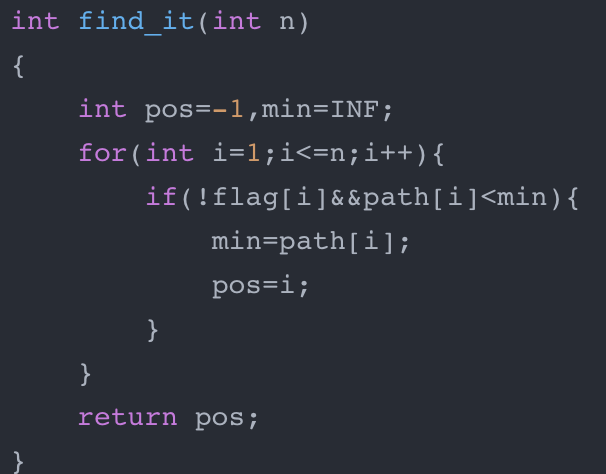 int find_it(int n)
{
    int pos=-1,min=INF;
    for(int i=1;i<=n;i++){
        if(!flag[i]&&path[i]<min){
            min=path[i];
            pos=i;
        }
    }
    return pos;
}